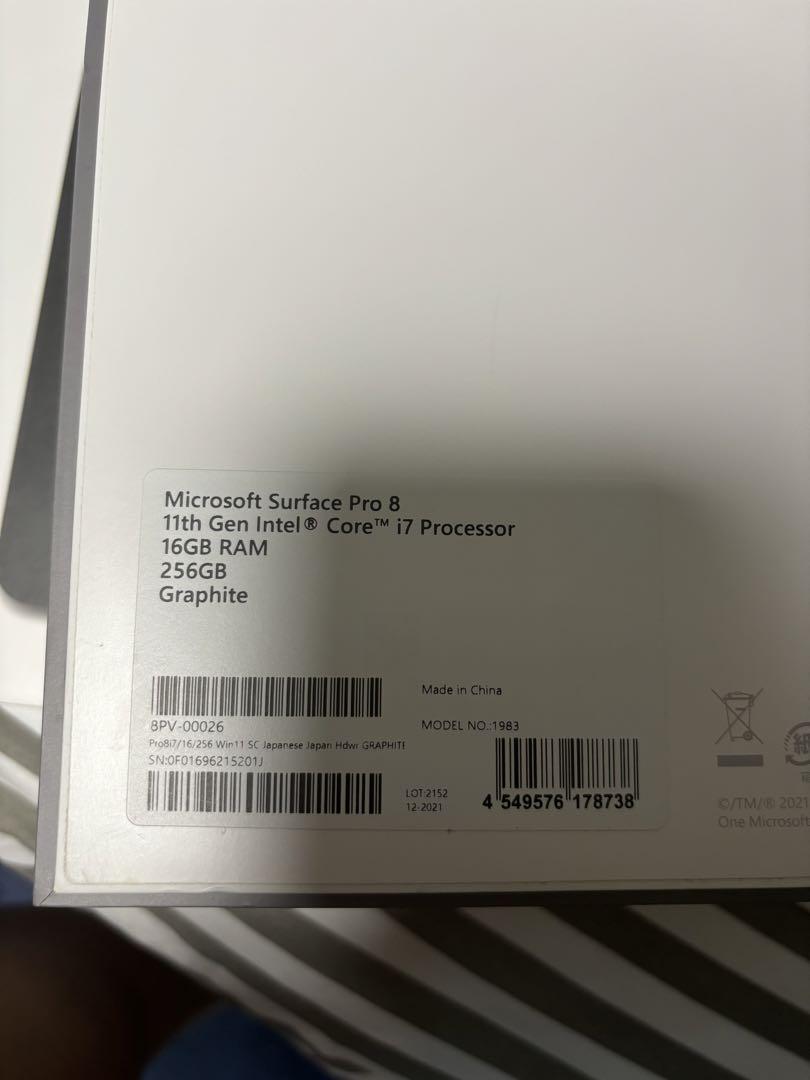 Microsoft Surface Pro 8
11th Gen Intel® Core™ i7 Processor
16GB RAM
256GB
Graphite
8PV-00026
Pro8i7/16/256 Win11 SC Japanese Japan Hdwr GRAPHITE
SN:0F01696215201J
Made in China
MODEL NO.:1983
LOT:2152
12-2021
4 549576 178738
紙
©/TM/® 2021
One Microsoft